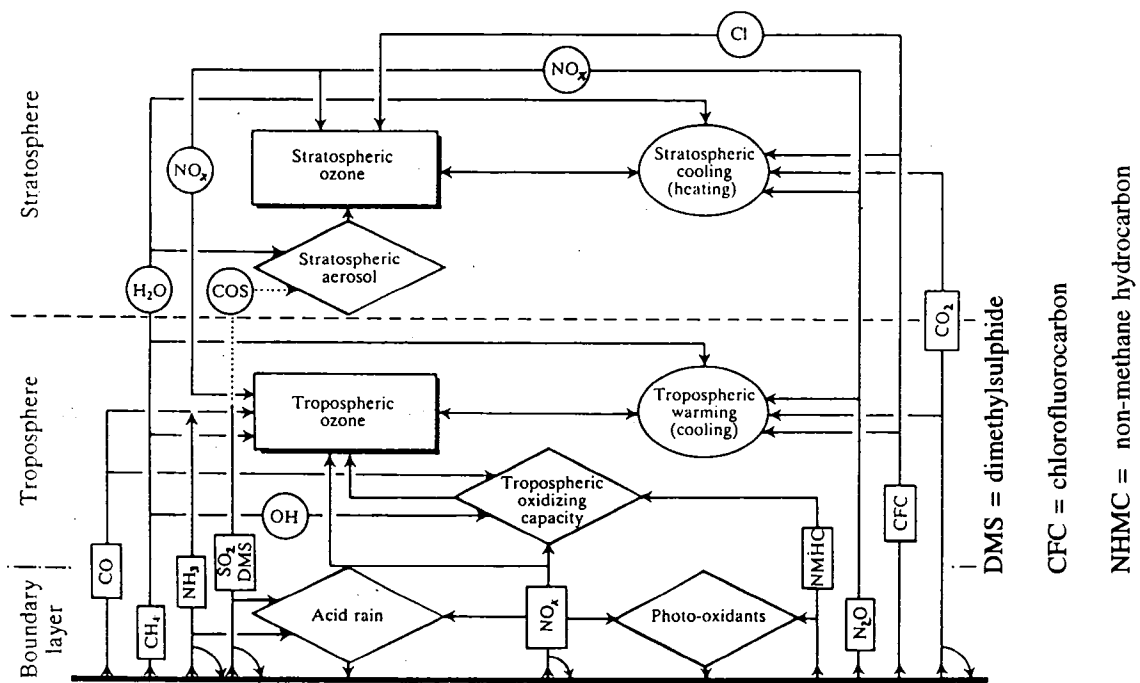 Stratosphere
Cl
NOx
NOx
Stratospheric
ozone
Stratospheric
cooling
(heating)
Stratospheric
aerosol
H2O
COS
CO2
Troposphere
Tropospheric
ozone
Tropospheric
warming
(cooling)
Tropospheric
oxidizing
capacity
OH
CFC
Boundary
layer
CO
CH4
NH3
SO2
DMS
Acid rain
NOx
Photo-oxidants
NMHC
N2O
DMS = dimethylsulphide
CFC = chlorofluorocarbon
NHMC = non-methane hydrocarbon